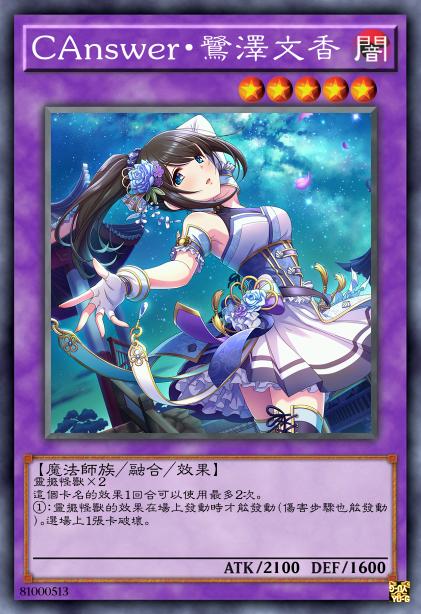 CAnswer・鷺澤文香 闇
【魔法師族／融合／效果】
靈擺怪獸×2
這個卡名的效果1回合可以使用最多2次。
①：靈擺怪獸的效果在場上發動時才能發動(傷害步驟也能發動
)。選場上1張卡破壞。
ATK/2100 DEF/1600
81000513